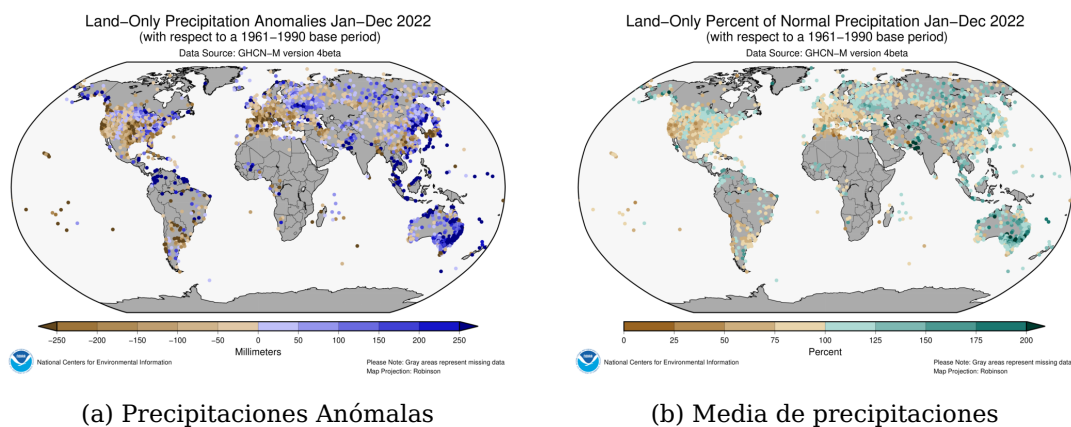 Land−Only Precipitation Anomalies Jan−Dec 2022
(with respect to a 1961−1990 base period)
Data Source: GHCN−M version 4beta
−250 −200 −150 −100 −50 0 50 100 150 200 250
Millimeters
NOAA
National Centers for Environmental Information
Please Note: Gray areas represent missing data
Map Projection: Robinson
(a) Precipitaciones Anómalas
Land−Only Percent of Normal Precipitation Jan−Dec 2022
(with respect to a 1961−1990 base period)
Data Source: GHCN−M version 4beta
0 25 50 75 100 125 150 175 200
Percent
NOAA
National Centers for Environmental Information
Please Note: Gray areas represent missing data
Map Projection: Robinson
(b) Media de precipitaciones